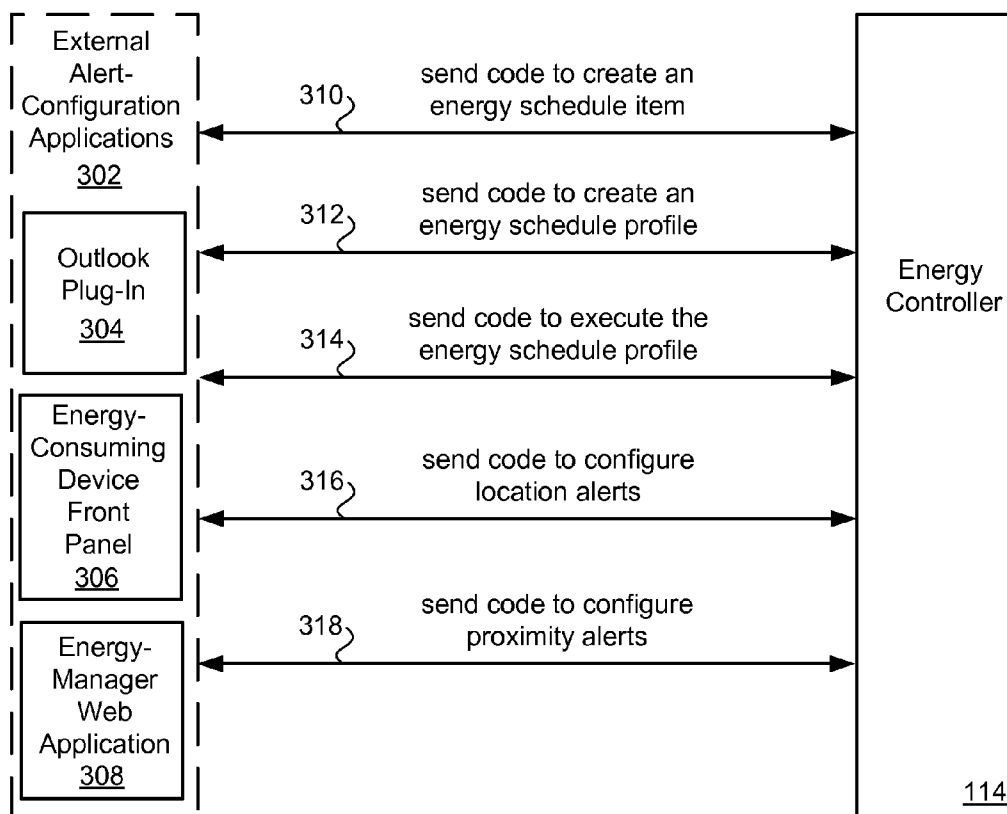 External
Alert-
Configuration
Applications
302
Outlook
Plug-In
304
Energy-
Consuming
Device
Front
Panel
306
Energy-
Manager
Web
Application
308
310
send code to create an
energy schedule item
312
send code to create an
energy schedule profile
314
send code to execute the
energy schedule profile
316
send code to configure
location alerts
318
send code to configure
proximity alerts
Energy
Controller
114